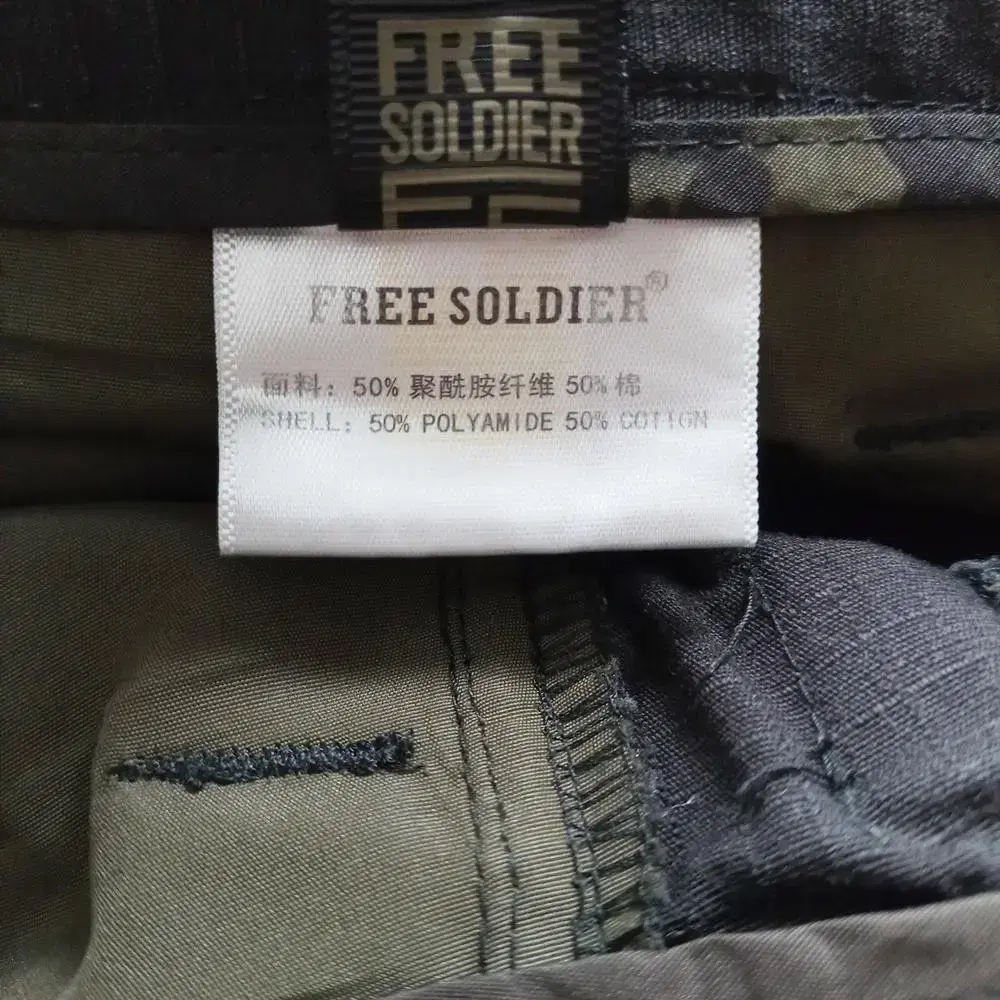 FREE
SOLDIER
FREE SOLDIER®
面料: 50% 聚酰胺纤维 50% 棉
SHELL: 50% POLYAMIDE 50% COTTON